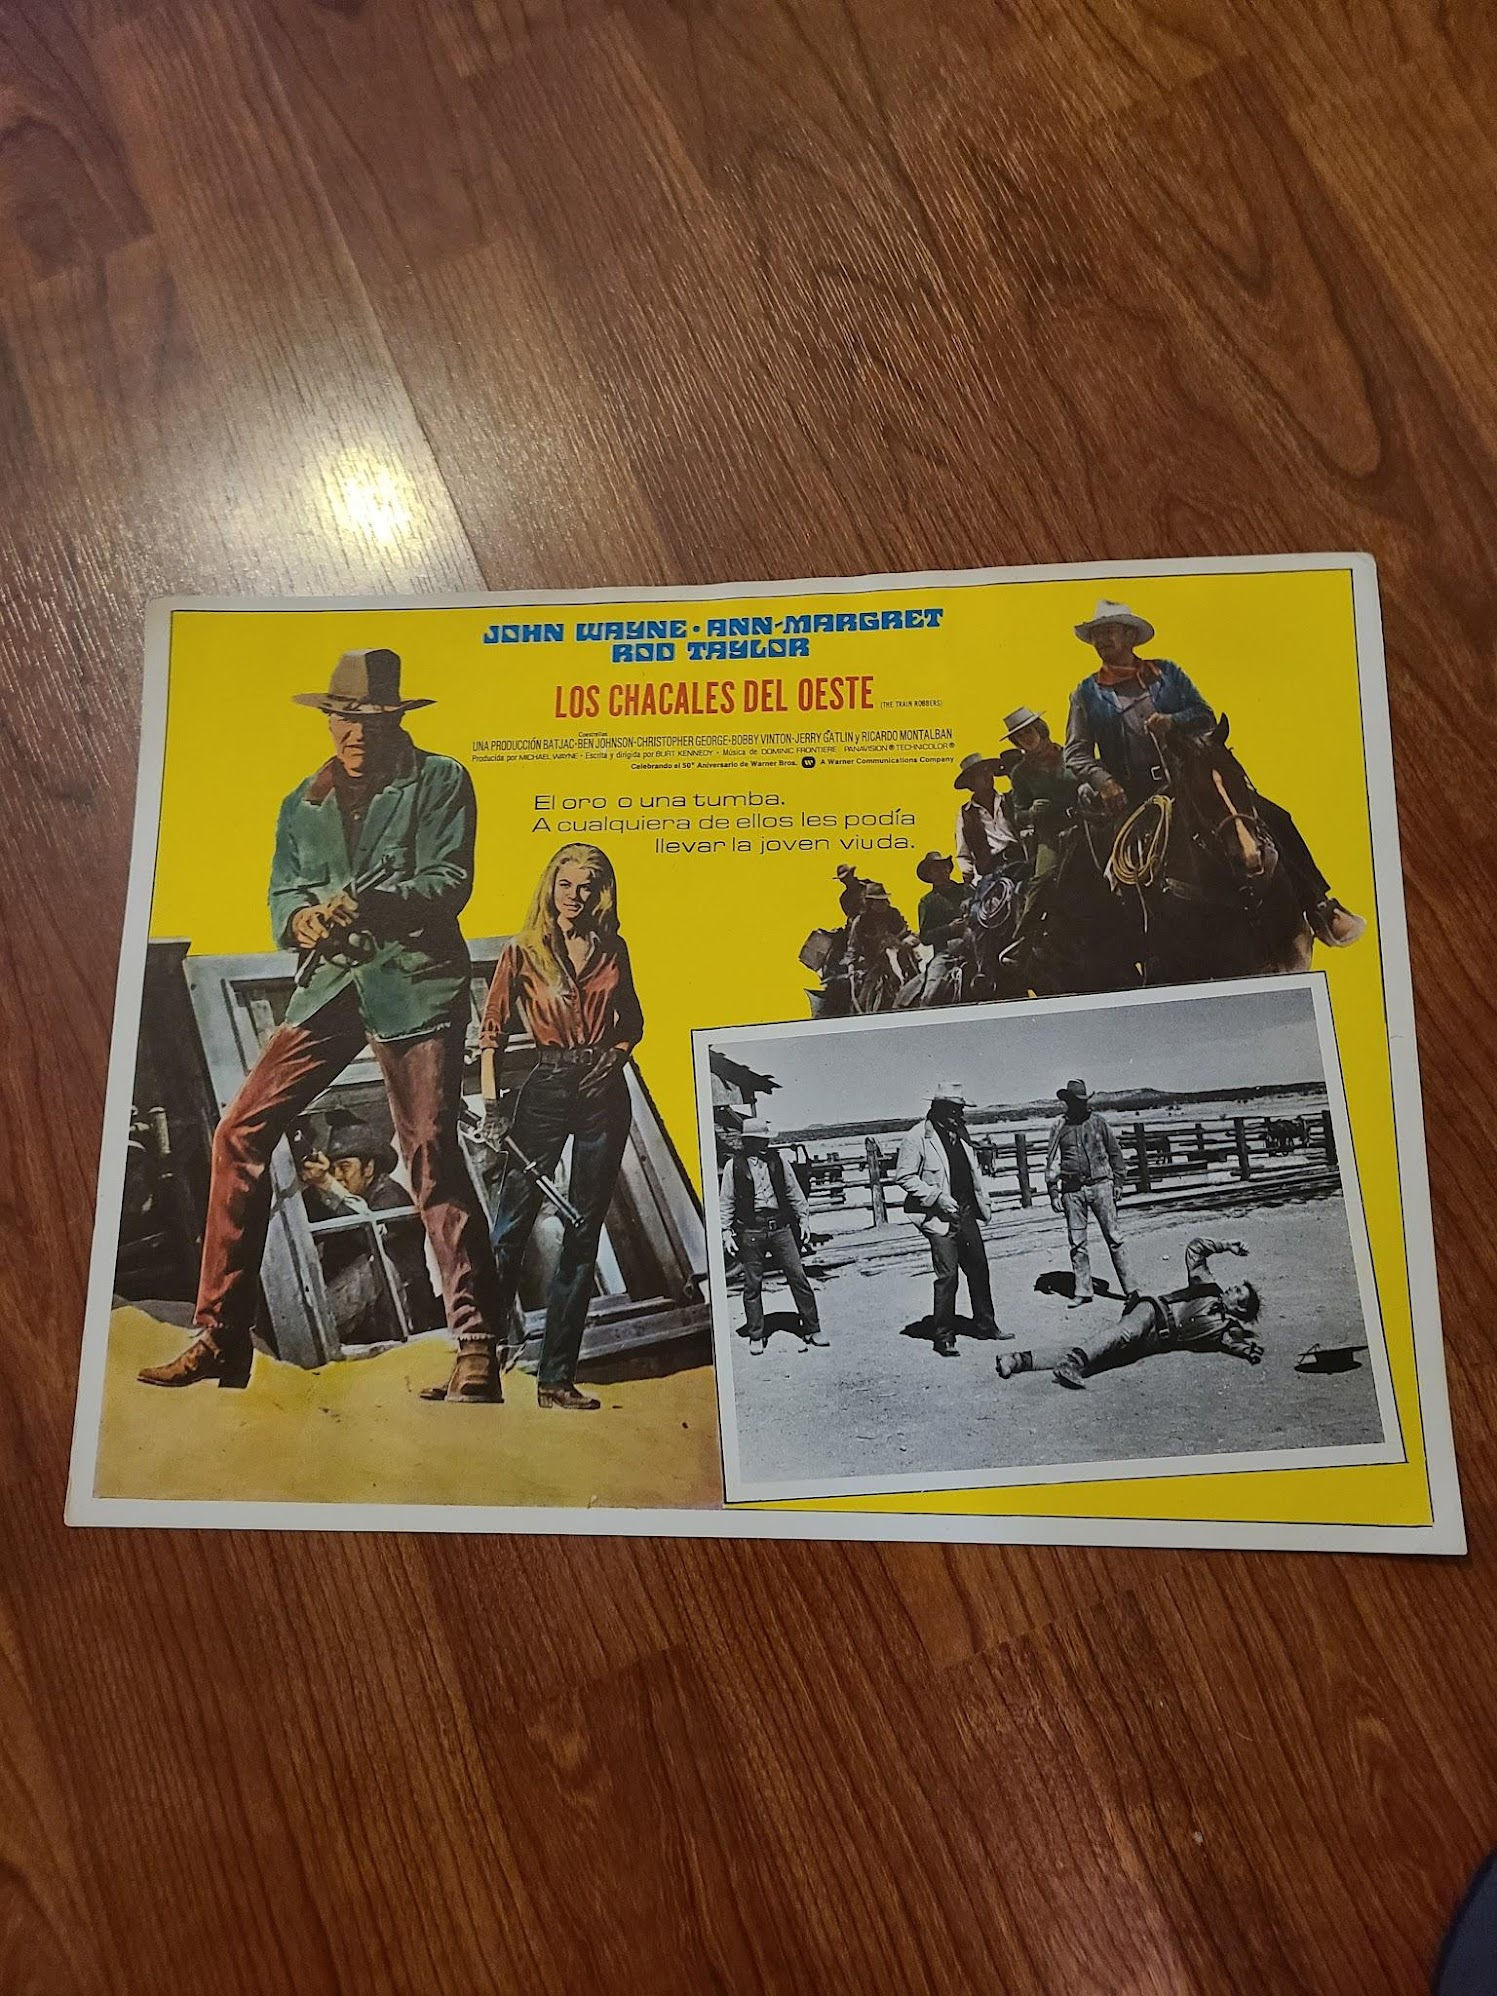 JOHN WAYNE · ANN-MARGRET
ROD TAYLOR
LOS CHACALES DEL OESTE (THE TRAIN ROBBERS)
Coestrellas
UNA PRODUCCIÓN BATJAC·BEN JOHNSON·CHRISTOPHER GEORGE·BOBBY VINTON·JERRY GATLIN y RICARDO MONTALBAN
Producida por MICHAEL WAYNE · Escrita y dirigida por BURT KENNEDY · Música de DOMINIC FRONTIERE PANAVISION® TECHNICOLOR®
Celebrando el 50º Aniversario de Warner Bros. W A Warner Communications Company
El oro o una tumba.
A cualquiera de ellos les podía
llevar la joven viuda.